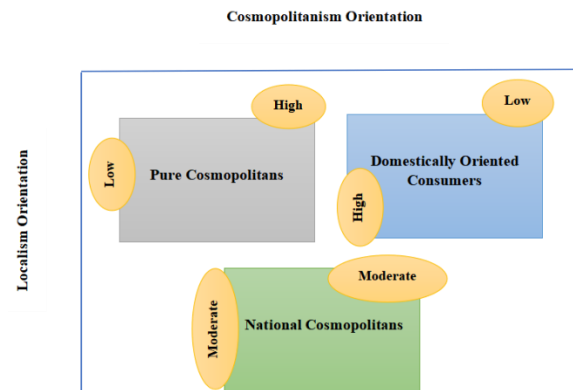 Cosmopolitanism Orientation
Localism Orientation
High
Low
Low
Pure Cosmopolitans
Domestically Oriented
Consumers
High
Moderate
Moderate
National Cosmopolitans